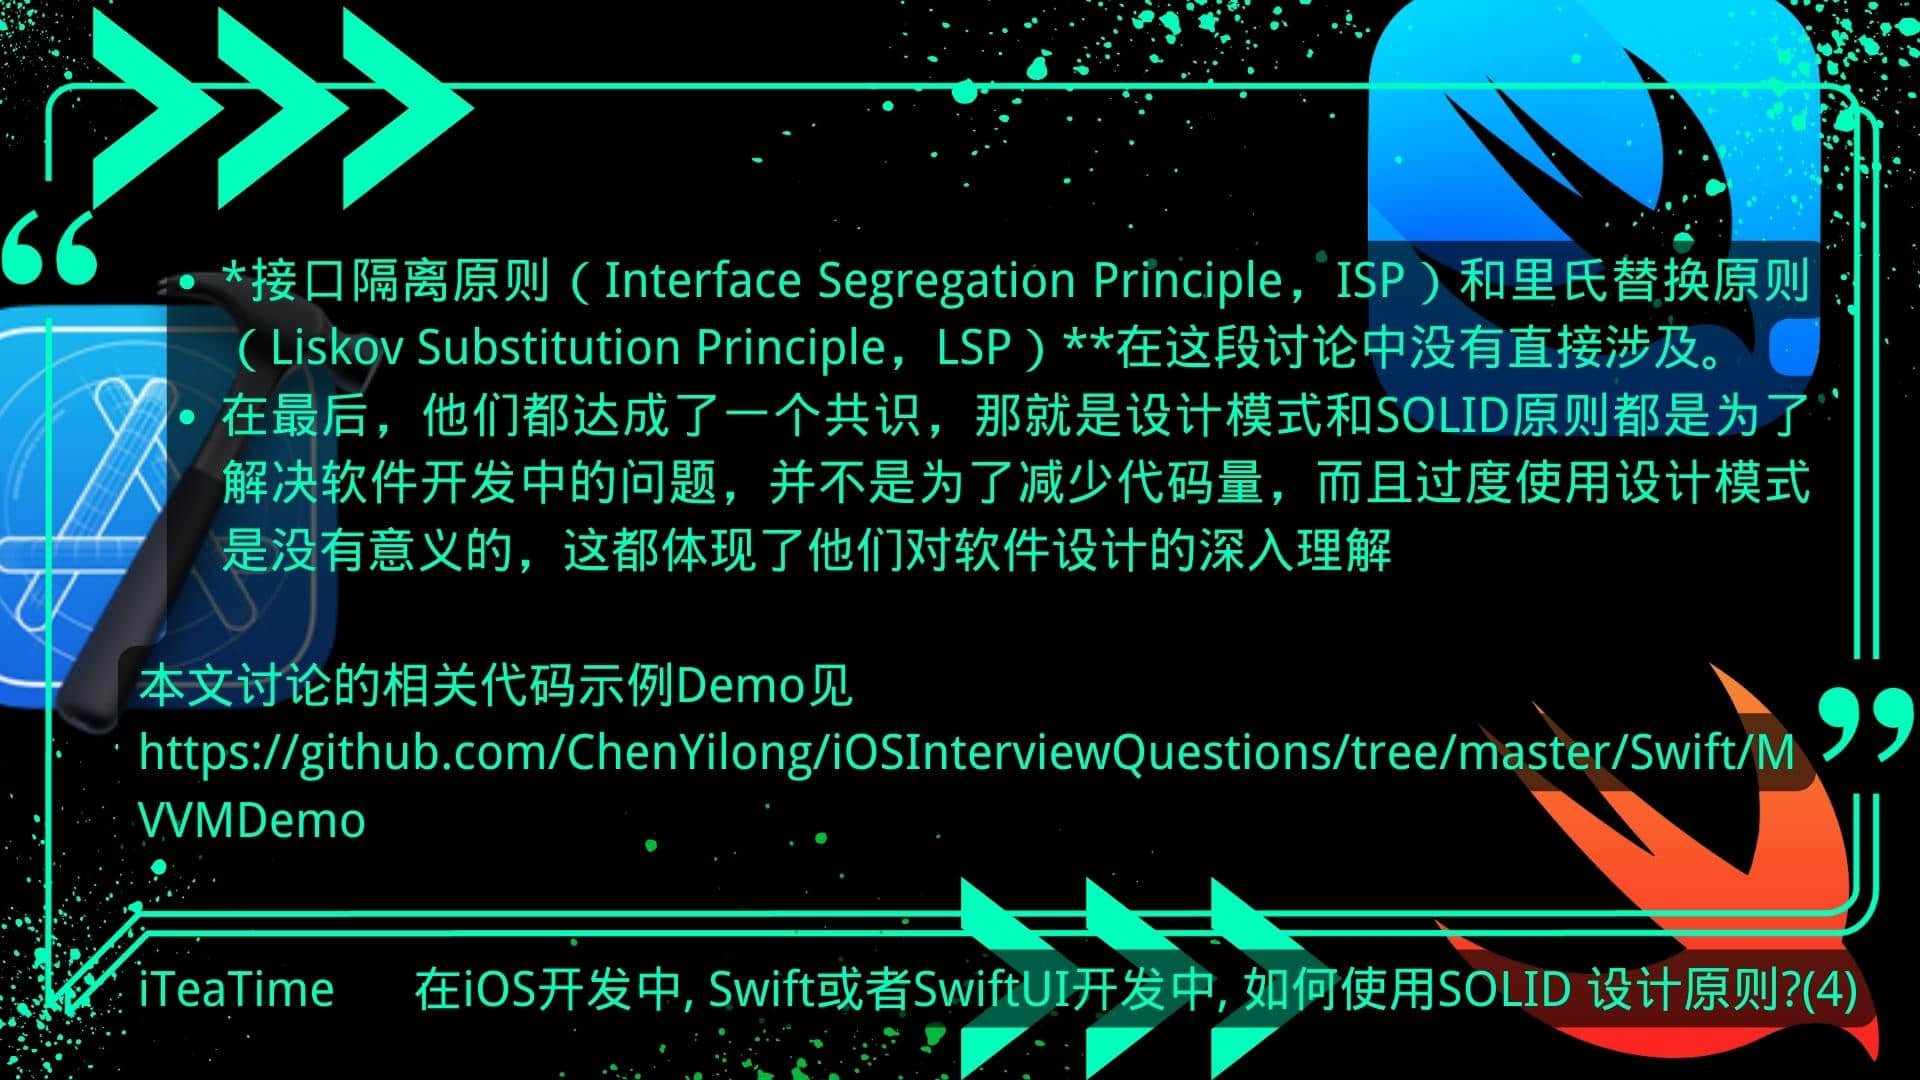 “
• *接口隔离原则（Interface Segregation Principle，ISP）和里氏替换原则
（Liskov Substitution Principle，LSP）**在这段讨论中没有直接涉及。
• 在最后，他们都达成了一个共识，那就是设计模式和SOLID原则都是为了
解决软件开发中的问题，并不是为了减少代码量，而且过度使用设计模式
是没有意义的，这都体现了他们对软件设计的深入理解
本文讨论的相关代码示例Demo见
https://github.com/ChenYilong/iOSInterviewQuestions/tree/master/Swift/M
VVMDemo
”
iTeaTime 在iOS开发中, Swift或者SwiftUI开发中, 如何使用SOLID 设计原则?(4)